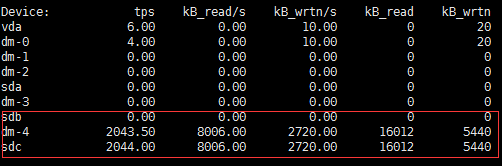 Device: tps kB_read/s kB_wrtn/s kB_read kB_wrtn
vda 6.00 0.00 10.00 0 20
dm-0 4.00 0.00 10.00 0 20
dm-1 0.00 0.00 0.00 0 0
dm-2 0.00 0.00 0.00 0 0
sda 0.00 0.00 0.00 0 0
dm-3 0.00 0.00 0.00 0 0
sdb 0.00 0.00 0.00 0 0
dm-4 2043.50 8006.00 2720.00 16012 5440
sdc 2044.00 8006.00 2720.00 16012 5440